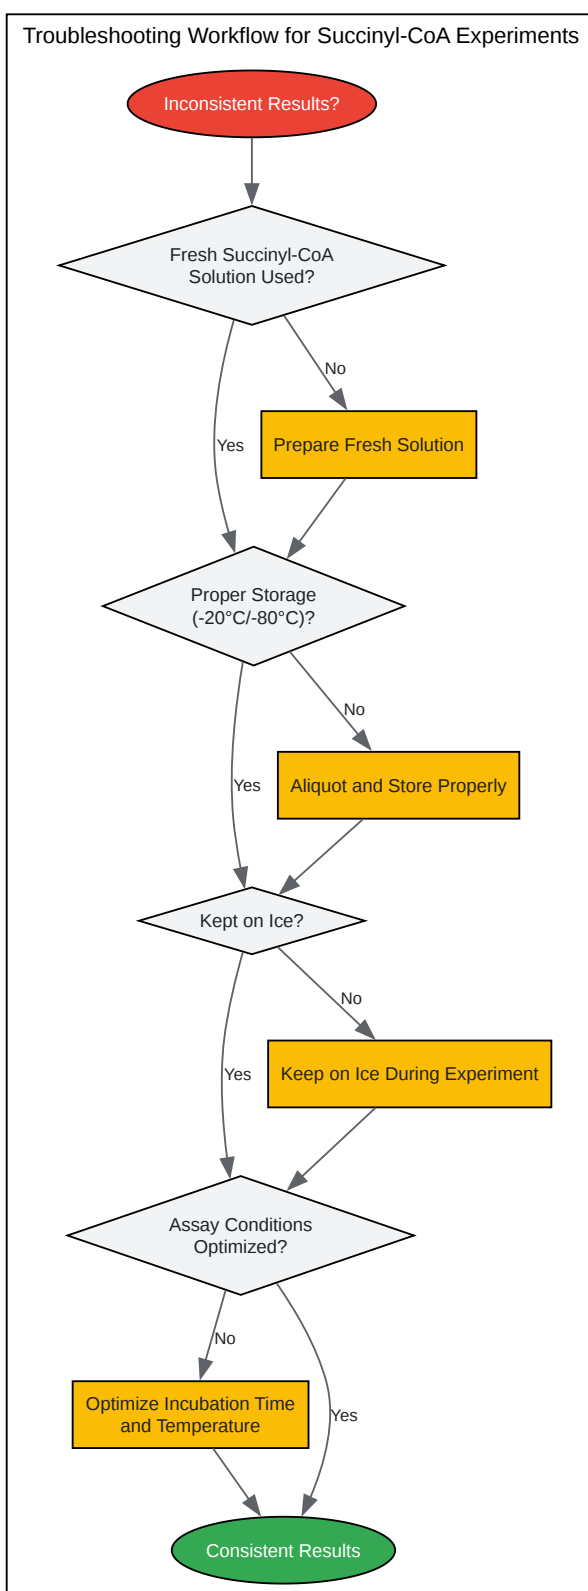 Troubleshooting Workflow for Succinyl-CoA Experiments
Inconsistent Results?
Fresh Succinyl-CoA
Solution Used?
No
Yes
Prepare Fresh Solution
Proper Storage
(-20°C/-80°C)?
No
Yes
Aliquot and Store Properly
Kept on Ice?
No
Yes
Keep on Ice During Experiment
Assay Conditions
Optimized?
No
Optimize Incubation Time
and Temperature
Yes
Consistent Results